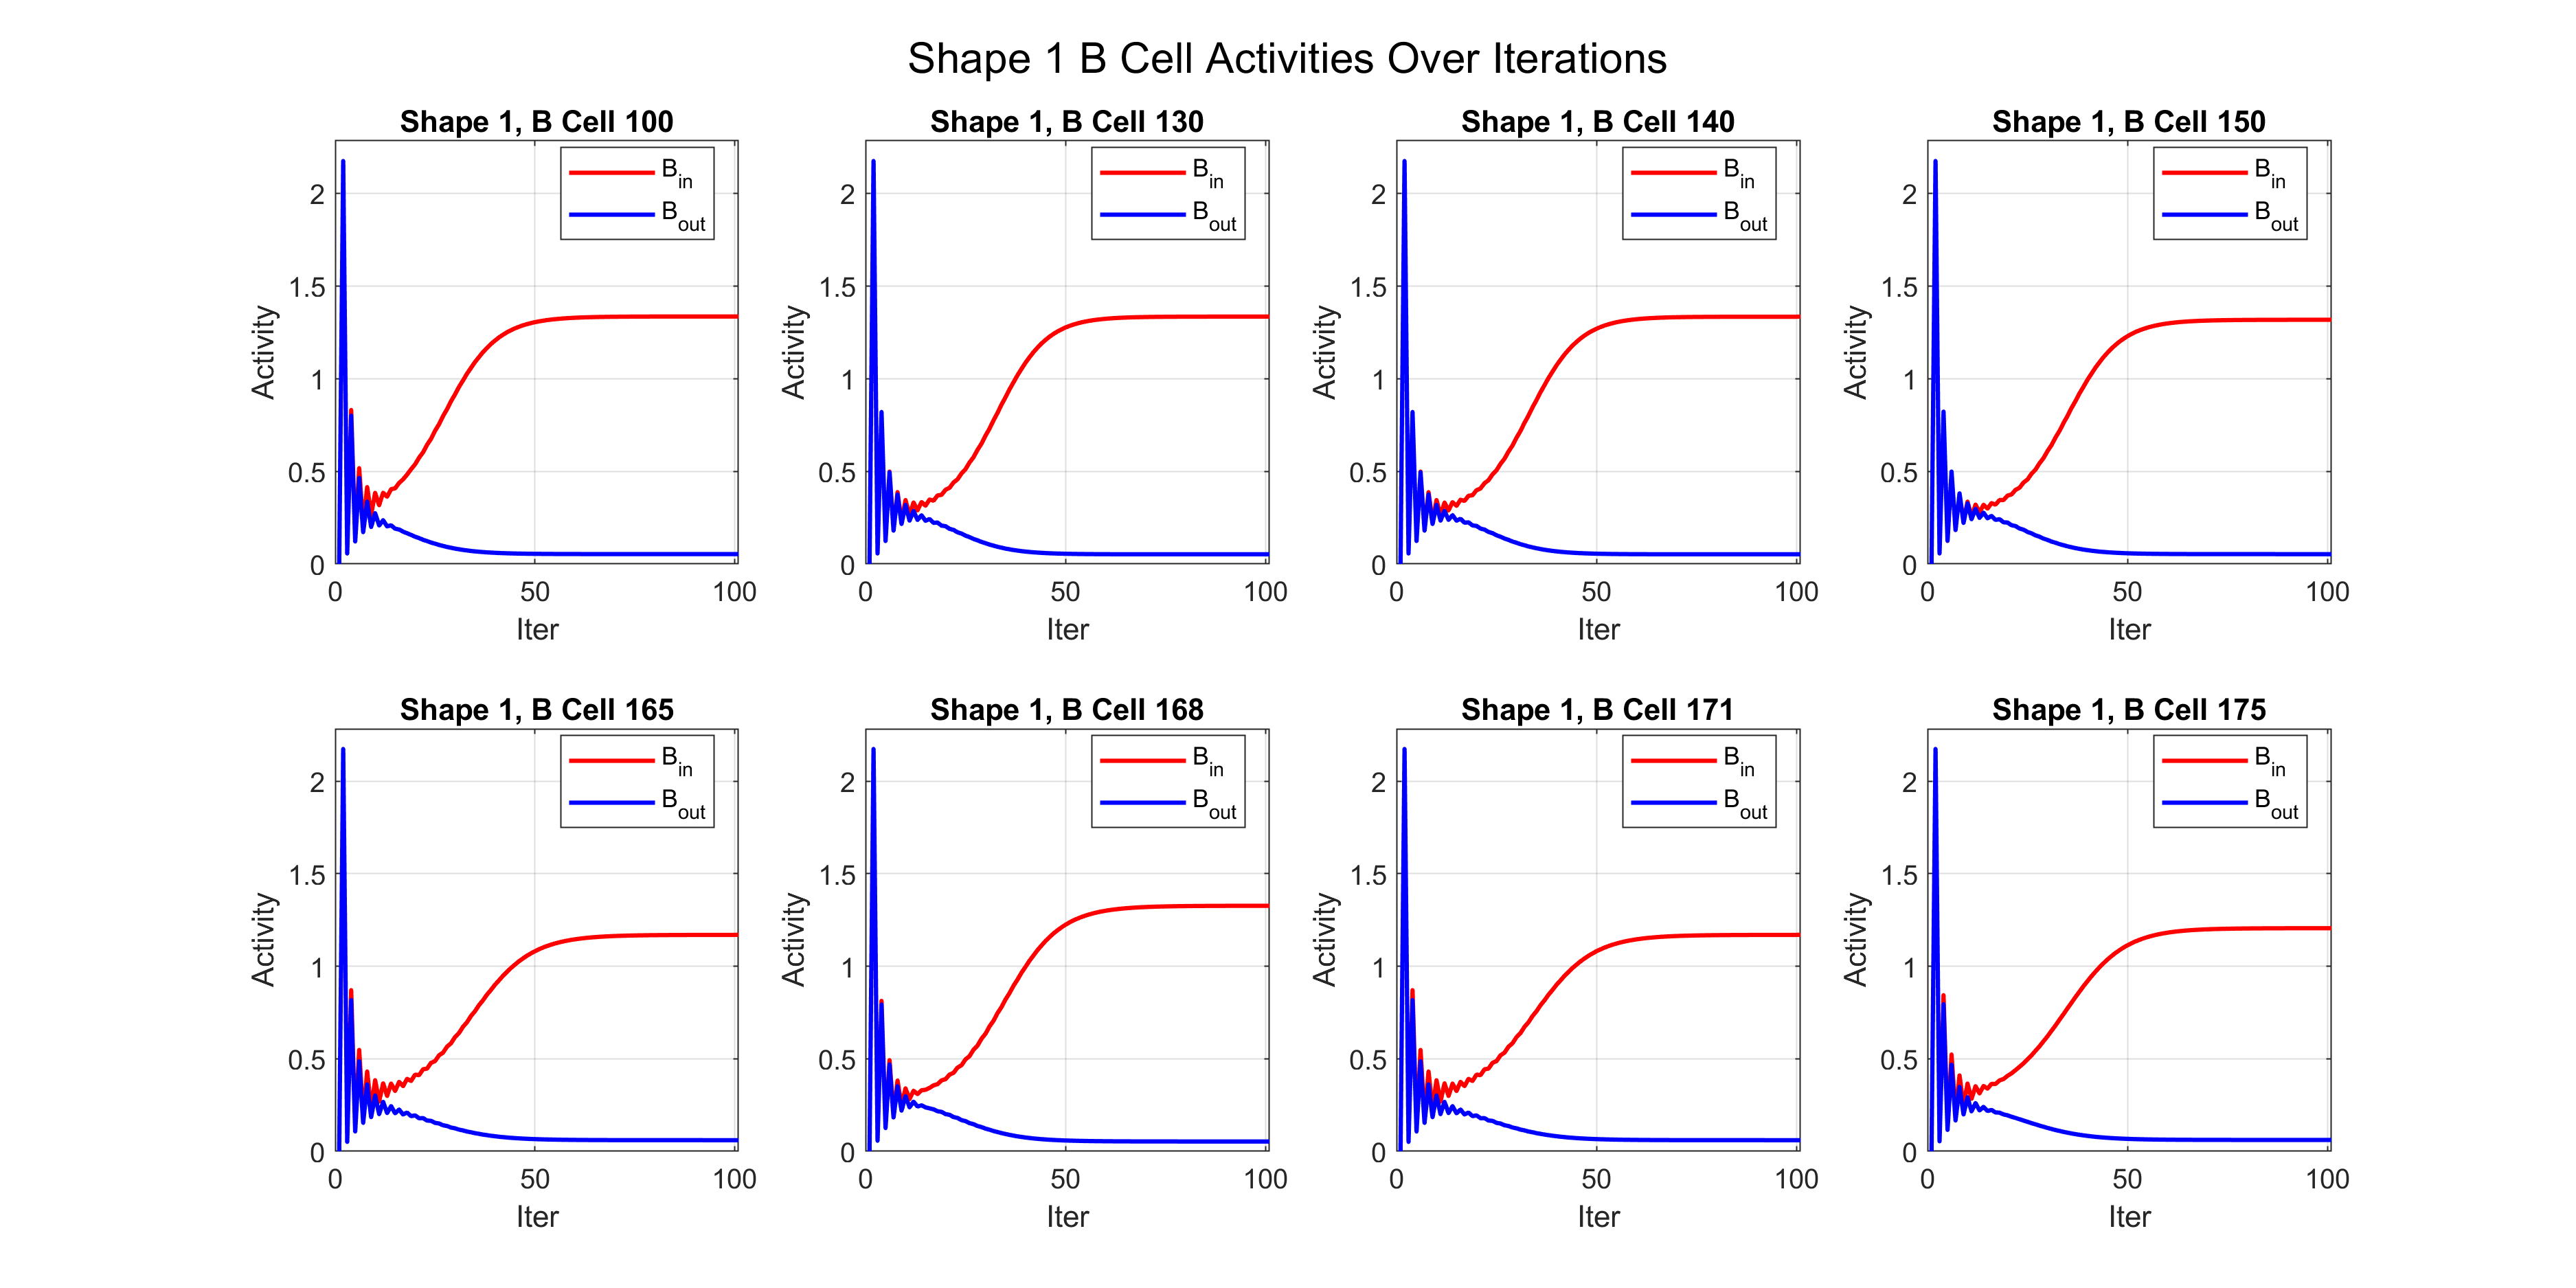 Shape 1 B Cell Activities Over Iterations
Shape 1, B Cell 100
Shape 1, B Cell 130
Shape 1, B Cell 140
Shape 1, B Cell 150
B_in
B_out
B_in
B_out
B_in
B_out
B_in
B_out
Activity
Activity
Activity
Activity
2
1.5
1
0.5
0
2
1.5
1
0.5
0
2
1.5
1
0.5
0
2
1.5
1
0.5
0
0 50 100
0 50 100
0 50 100
0 50 100
Iter
Iter
Iter
Iter
Shape 1, B Cell 165
Shape 1, B Cell 168
Shape 1, B Cell 171
Shape 1, B Cell 175
B_in
B_out
B_in
B_out
B_in
B_out
B_in
B_out
Activity
Activity
Activity
Activity
2
1.5
1
0.5
0
2
1.5
1
0.5
0
2
1.5
1
0.5
0
2
1.5
1
0.5
0
0 50 100
0 50 100
0 50 100
0 50 100
Iter
Iter
Iter
Iter